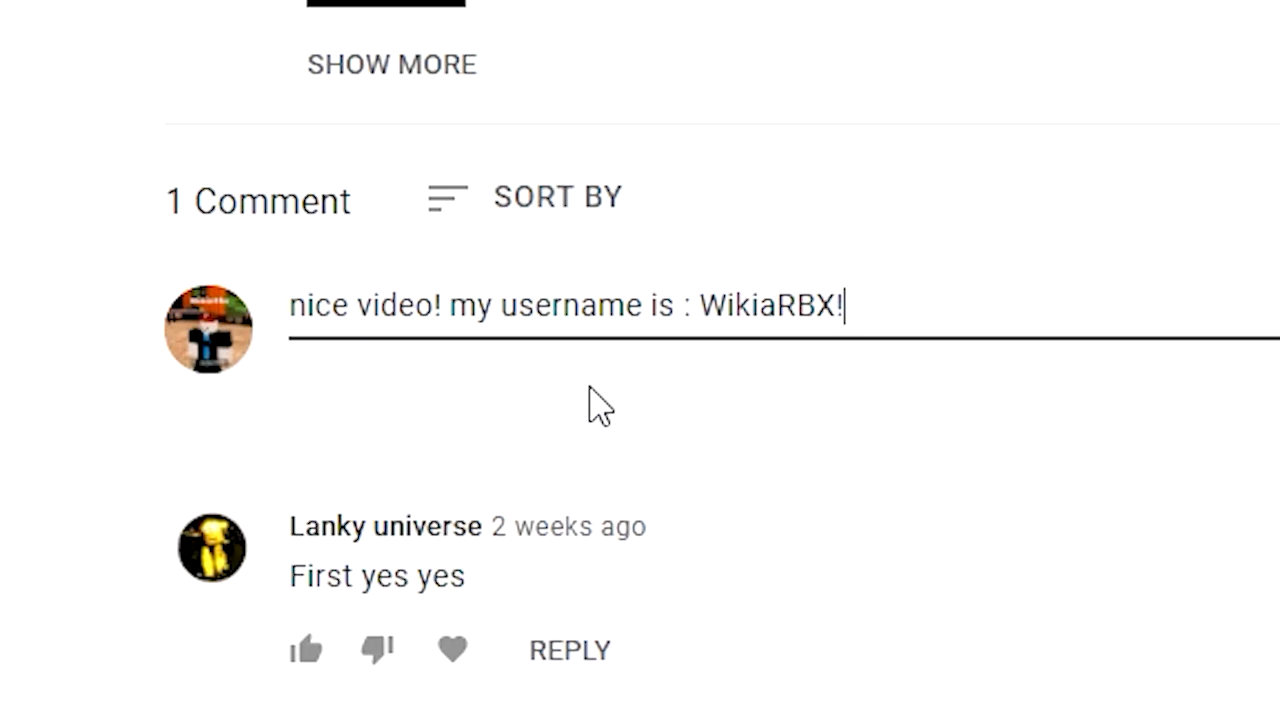 SHOW MORE
1 Comment
SORT BY
nice video! my username is : WikiaRBX!
Lanky universe 2 weeks ago
First yes yes
REPLY